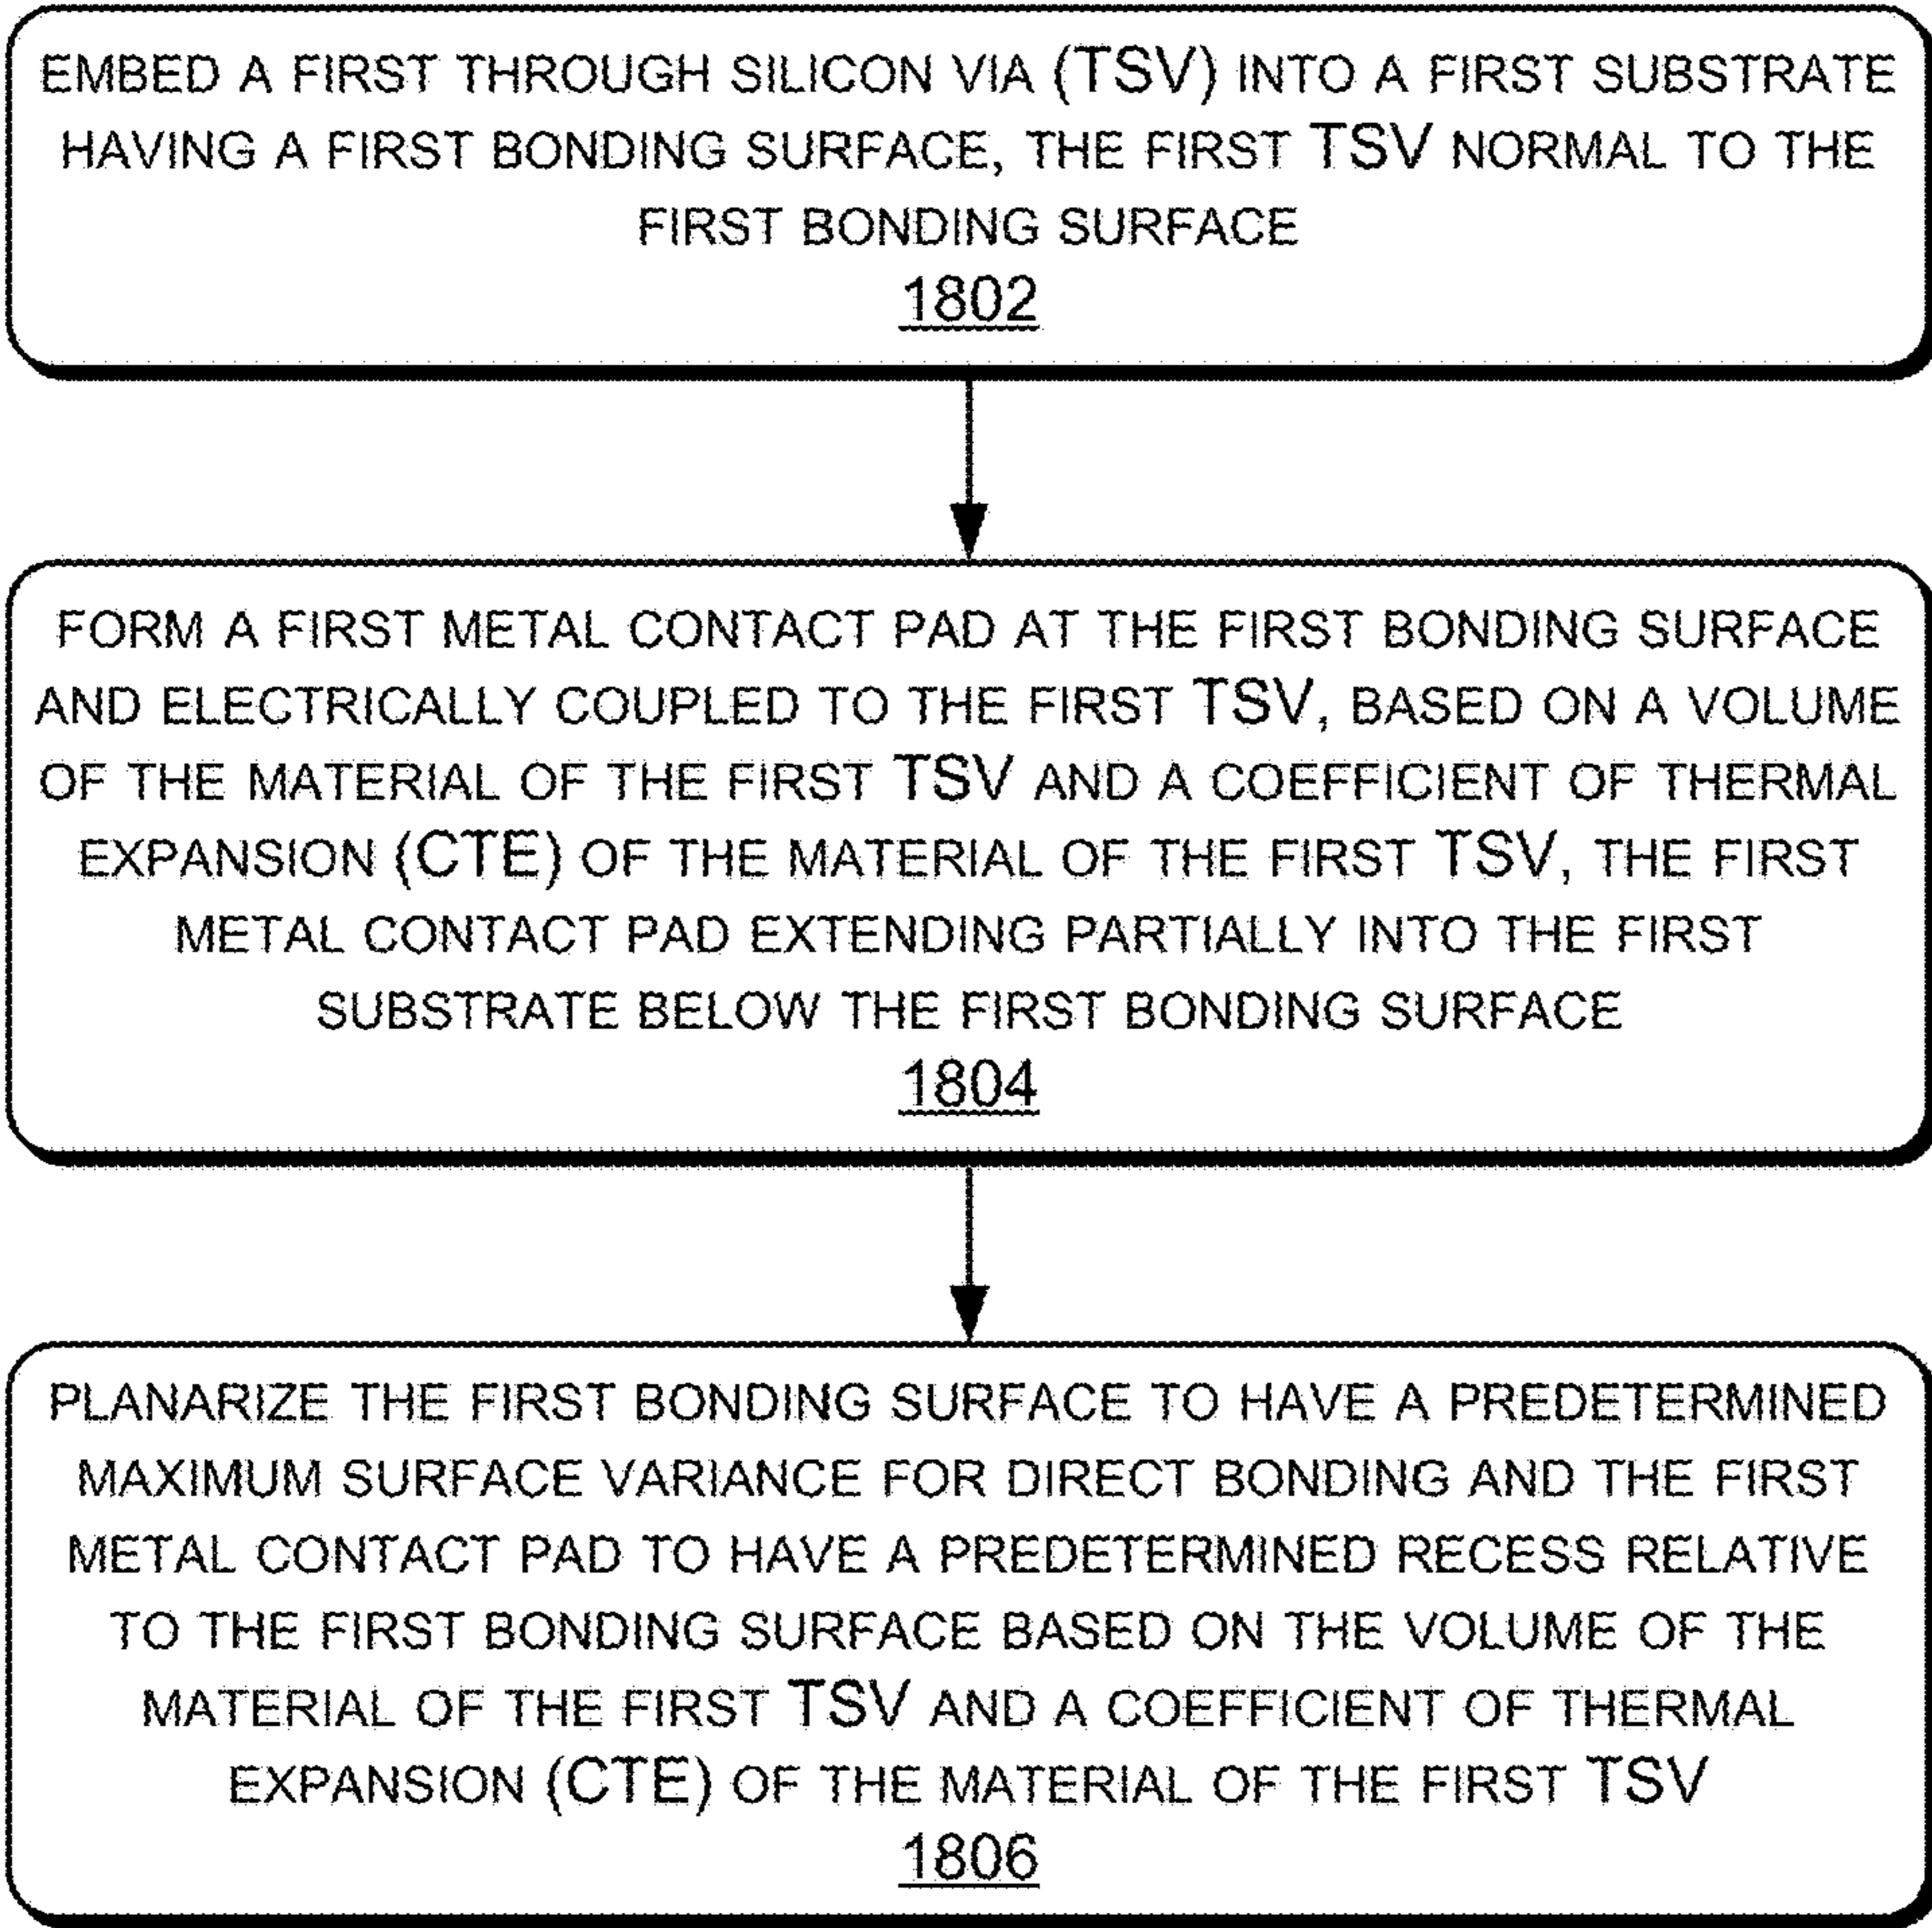 EMBED A FIRST THROUGH SILICON VIA (TSV) INTO A FIRST SUBSTRATE
HAVING A FIRST BONDING SURFACE, THE FIRST TSV NORMAL TO THE
FIRST BONDING SURFACE
1802
FORM A FIRST METAL CONTACT PAD AT THE FIRST BONDING SURFACE
AND ELECTRICALLY COUPLED TO THE FIRST TSV, BASED ON A VOLUME
OF THE MATERIAL OF THE FIRST TSV AND A COEFFICIENT OF THERMAL
EXPANSION (CTE) OF THE MATERIAL OF THE FIRST TSV, THE FIRST
METAL CONTACT PAD EXTENDING PARTIALLY INTO THE FIRST
SUBSTRATE BELOW THE FIRST BONDING SURFACE
1804
PLANARIZE THE FIRST BONDING SURFACE TO HAVE A PREDETERMINED
MAXIMUM SURFACE VARIANCE FOR DIRECT BONDING AND THE FIRST
METAL CONTACT PAD TO HAVE A PREDETERMINED RECESS RELATIVE
TO THE FIRST BONDING SURFACE BASED ON THE VOLUME OF THE
MATERIAL OF THE FIRST TSV AND A COEFFICIENT OF THERMAL
EXPANSION (CTE) OF THE MATERIAL OF THE FIRST TSV
1806